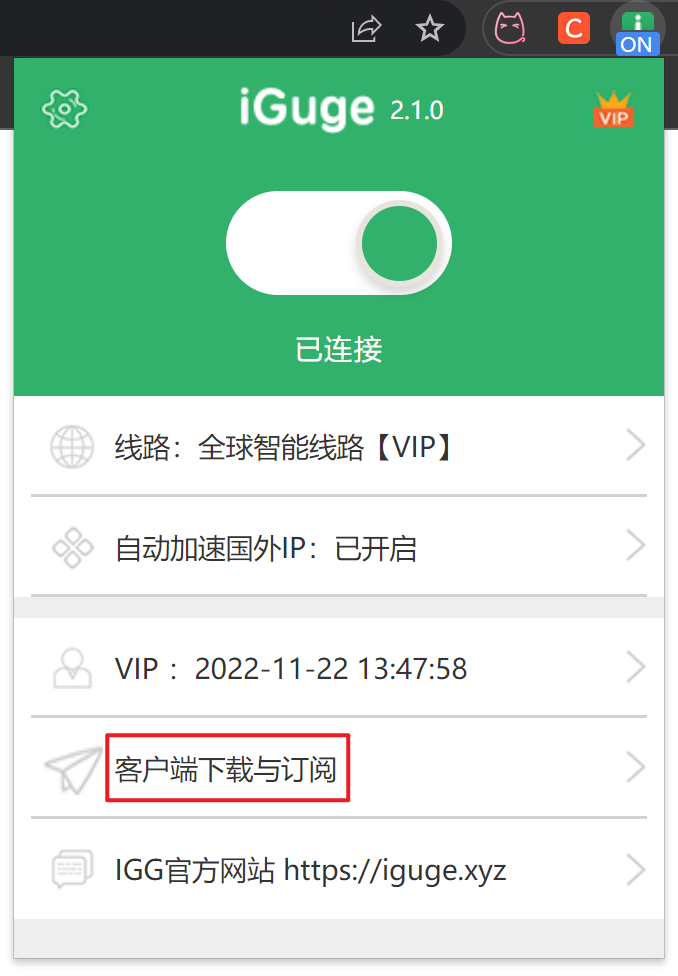 C
ON
iGuge 2.1.0
VIP
已连接
线路：全球智能线路【VIP】
自动加速国外IP：已开启
VIP ：2022-11-22 13:47:58
客户端下载与订阅
IGG官方网站 https://iguge.xyz